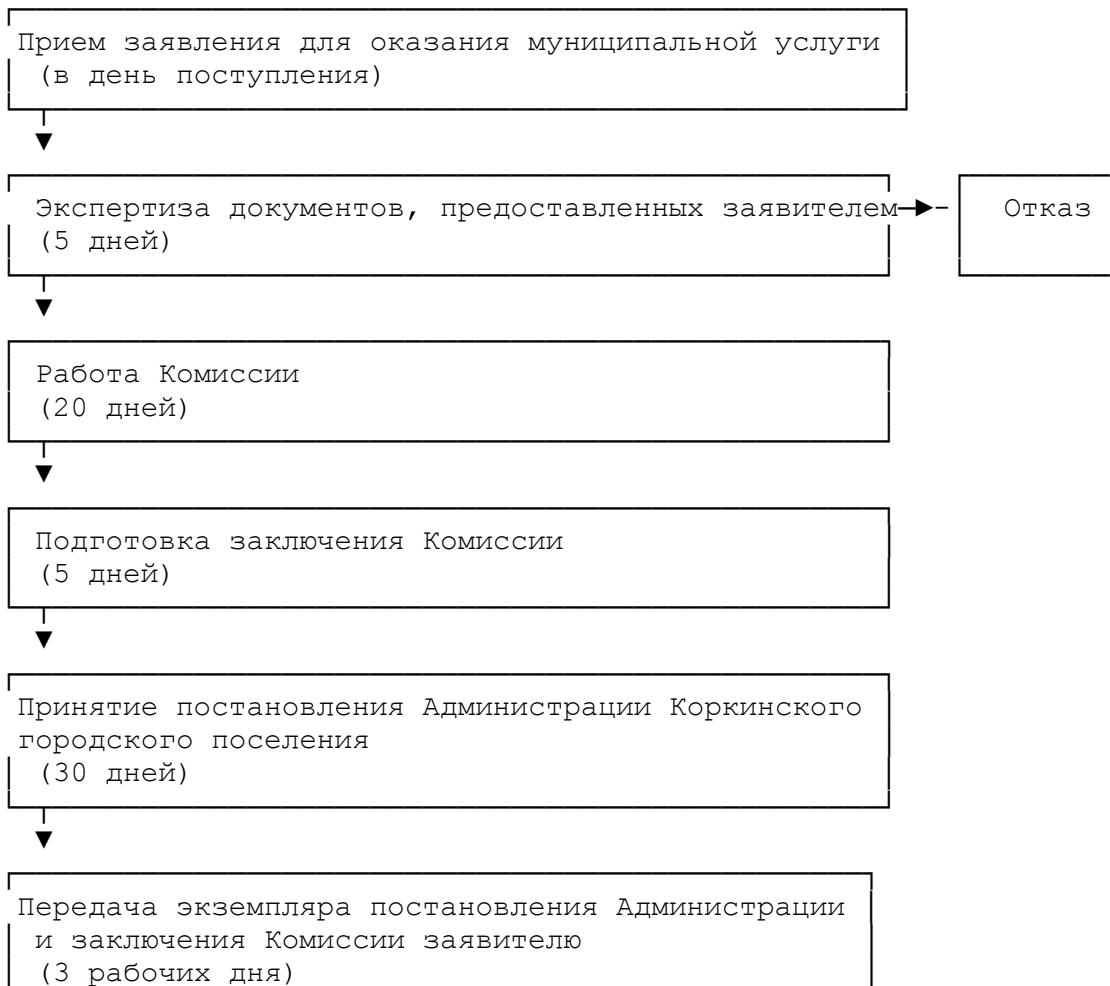 Прием заявления для оказания муниципальной услуги
(в день поступления)
Экспертиза документов, предоставленных заявителем
(5 дней)
Отказ
Работа Комиссии
(20 дней)
Подготовка заключения Комиссии
(5 дней)
Принятие постановления Администрации Коркинского
городского поселения
(30 дней)
Передача экземпляра постановления Администрации
и заключения Комиссии заявителю
(3 рабочих дня)